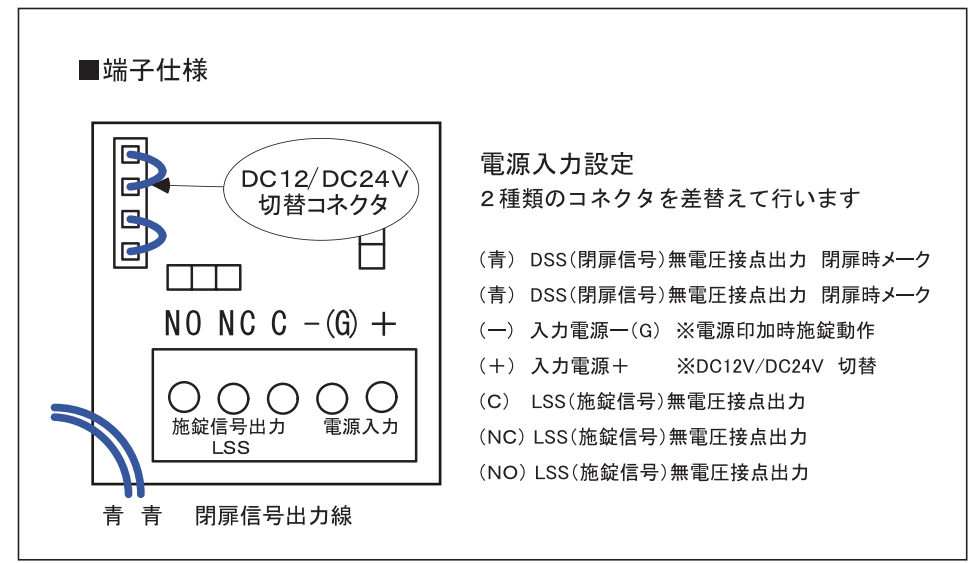 ■端子仕様
DC12/DC24V
切替コネクタ
NO NC C －(G) ＋
施錠信号出力 電源入力
LSS
青 青 閉扉信号出力線
電源入力設定
２種類のコネクタを差替えて行います
(青) DSS(閉扉信号)無電圧接点出力 閉扉時メーク
(青) DSS(閉扉信号)無電圧接点出力 閉扉時メーク
(－) 入力電源－(G) ※電源印加時施錠動作
(＋) 入力電源＋ ※DC12V/DC24V 切替
(C) LSS(施錠信号)無電圧接点出力
(NC) LSS(施錠信号)無電圧接点出力
(NO) LSS(施錠信号)無電圧接点出力